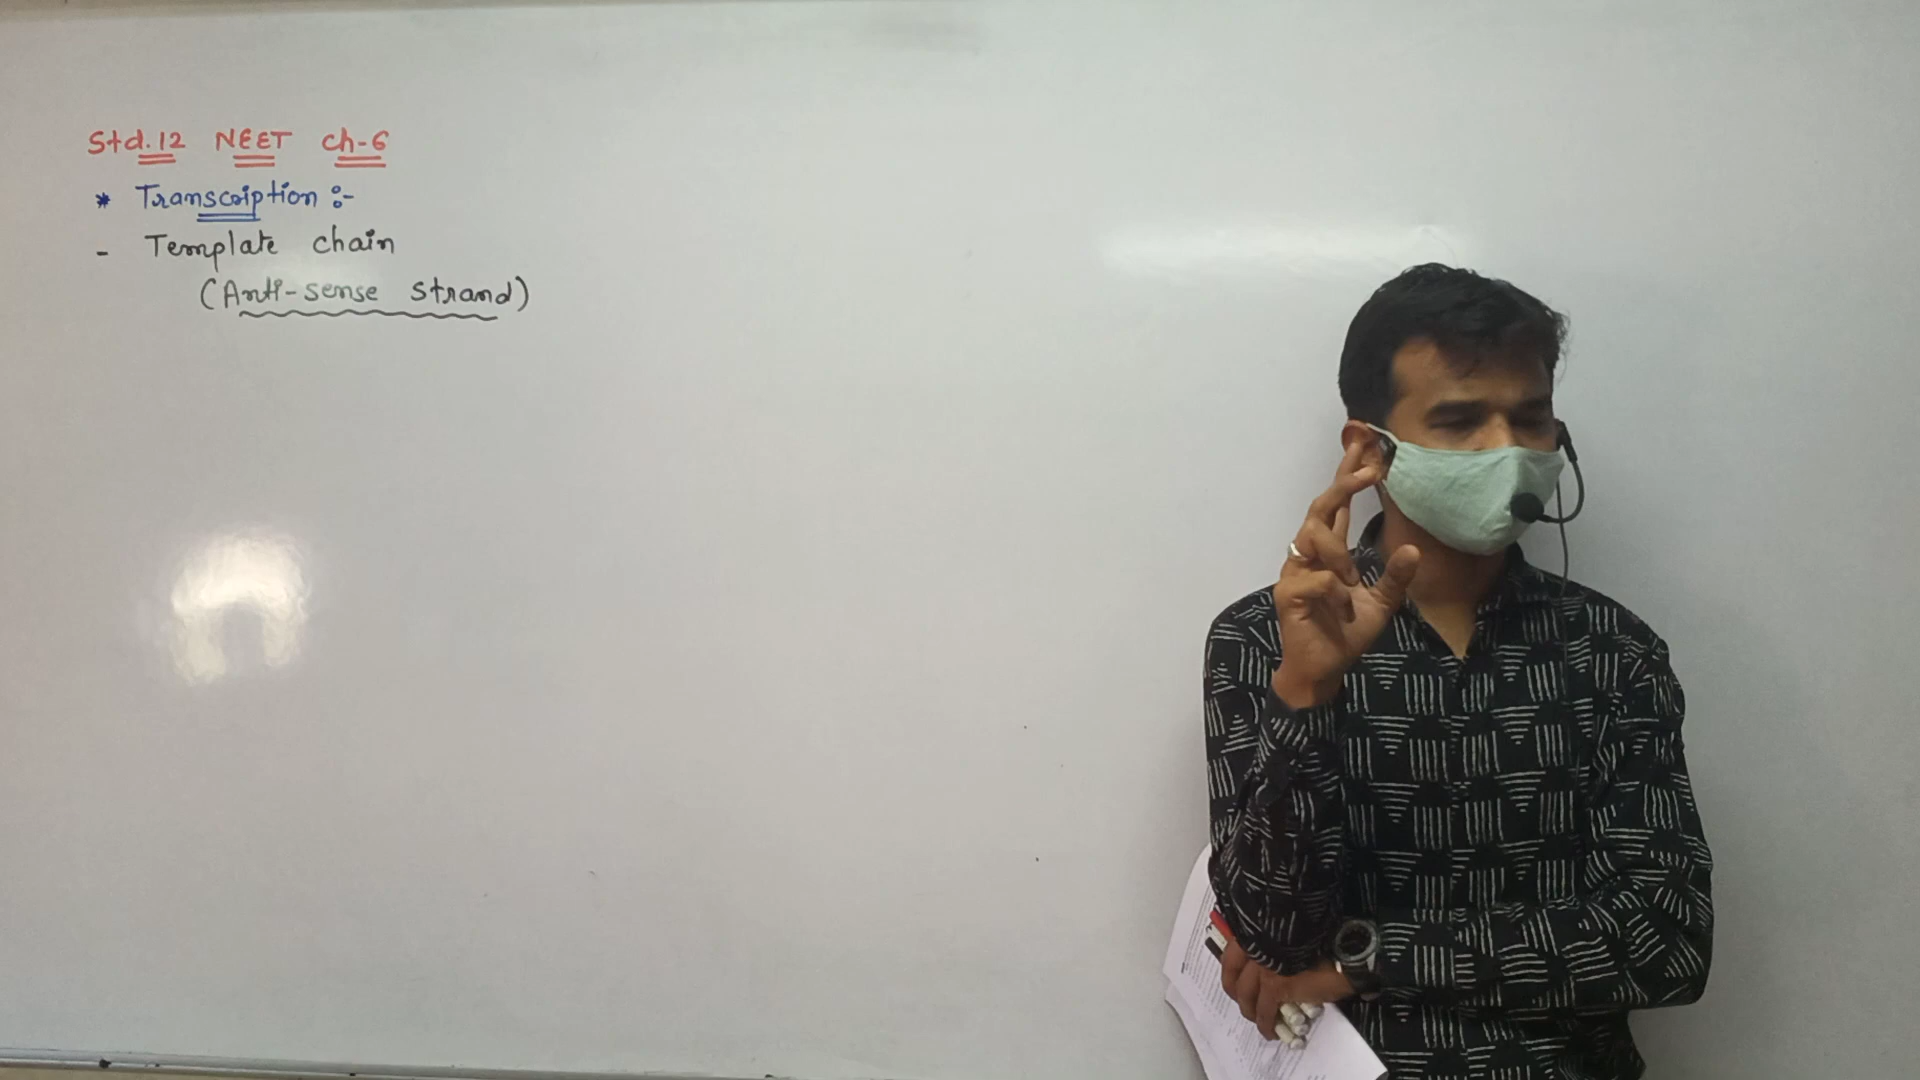 Std.12 NEET Ch-6
* Transcription :-
- Template chain
(Anti-sense strand)